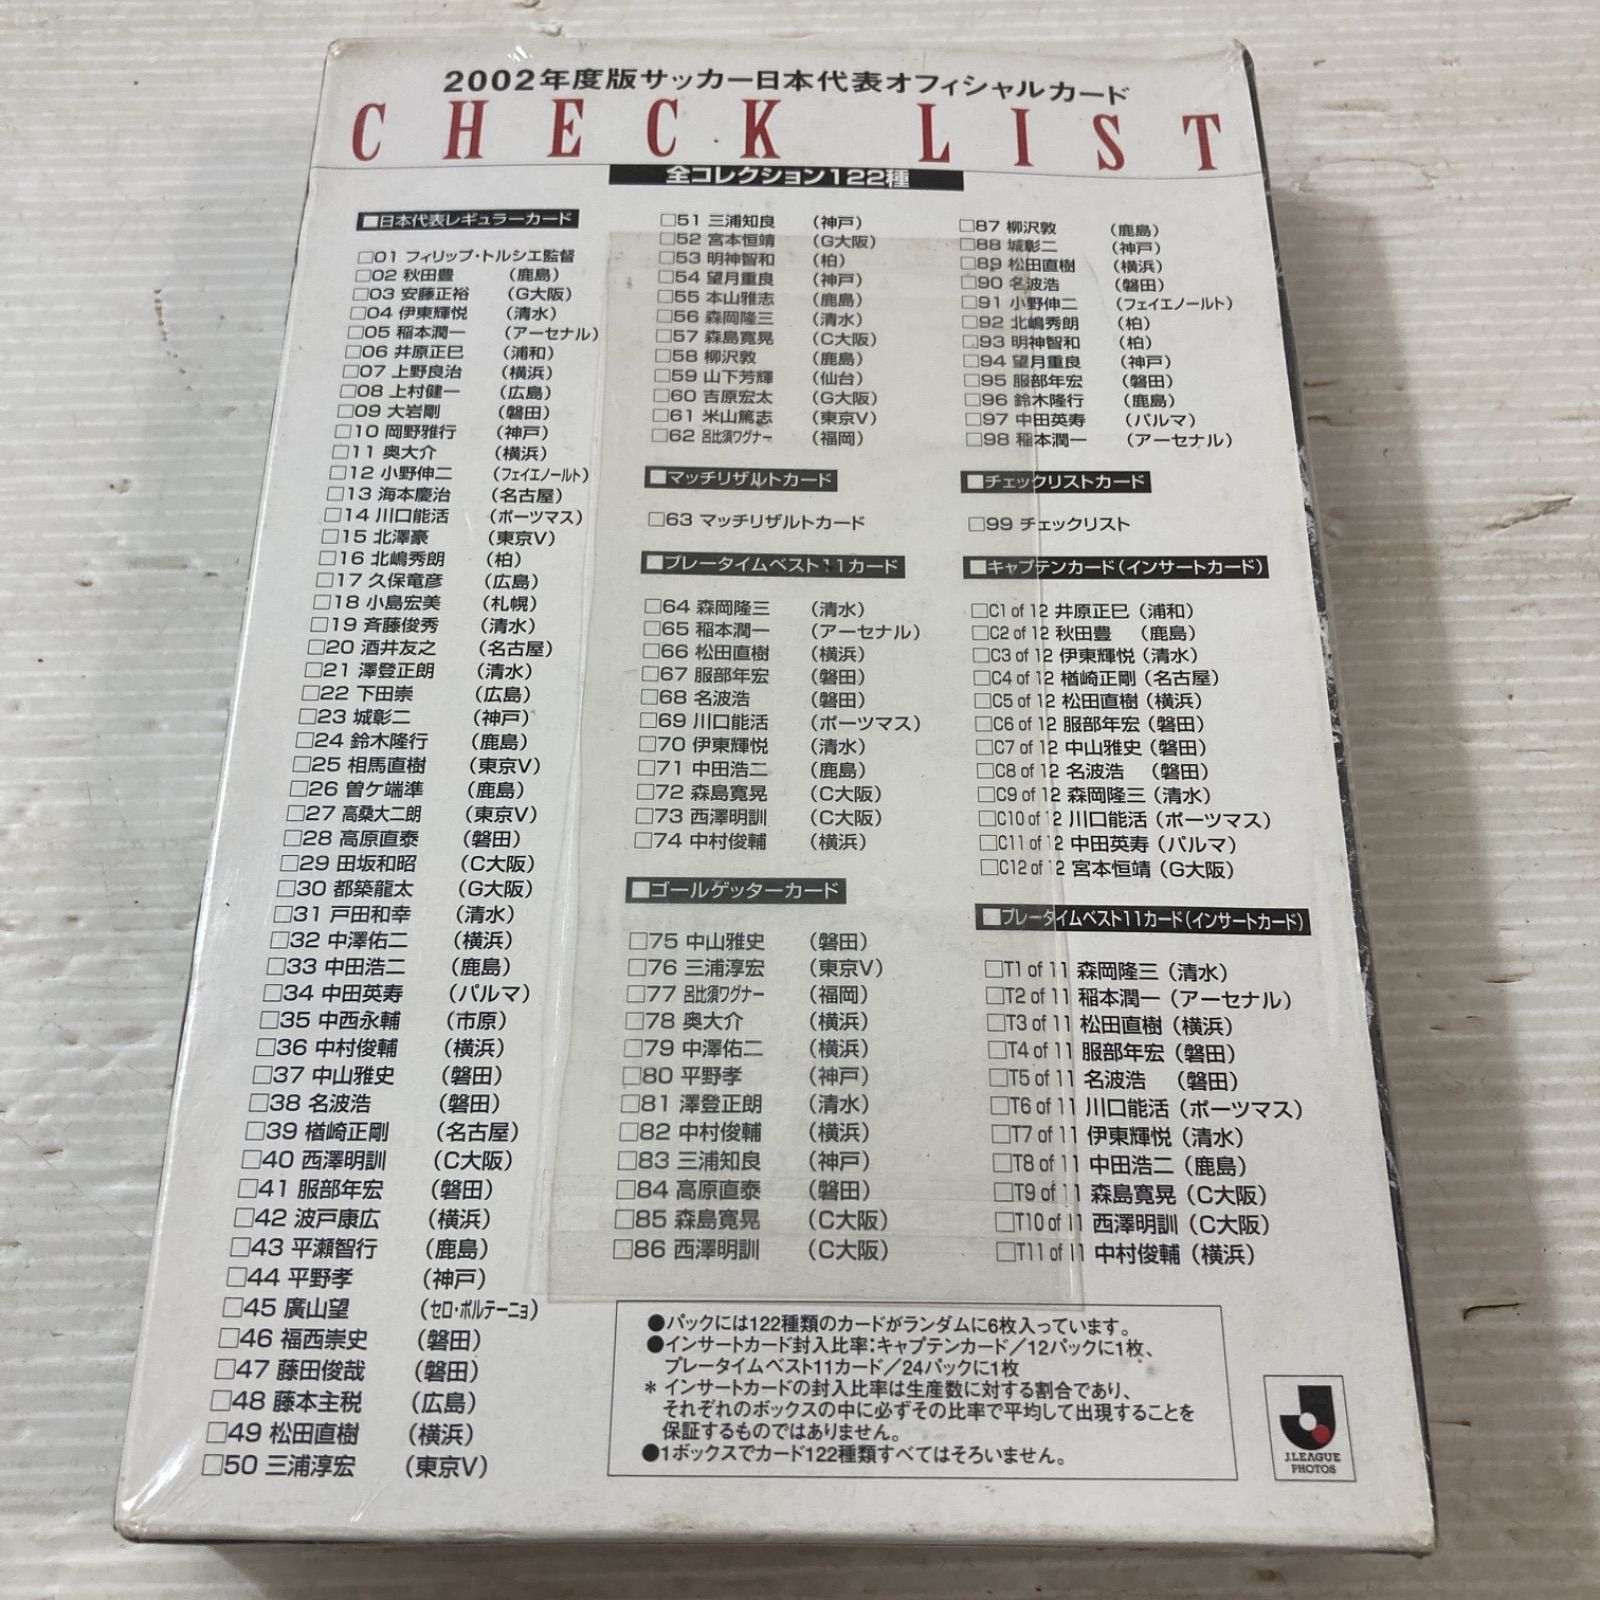 2002年度版サッカー日本代表オフィシャルカード
CHECK LIST
全コレクション122種
■日本代表レギュラーカード
□01 フィリップ・トルシエ監督
□02 秋田豊 (鹿島)
□03 安藤正裕 (G大阪)
□04 伊東輝悦 (清水)
□05 稲本潤一 (アーセナル)
□06 井原正巳 (浦和)
□07 上野良治 (横浜)
□08 上村健一 (広島)
□09 大岩剛 (磐田)
□10 岡野雅行 (神戸)
□11 奥大介 (横浜)
□12 小野伸二 (フェイエノールト)
□13 海本慶治 (名古屋)
□14 川口能活 (ポーツマス)
□15 北澤豪 (東京V)
□16 北嶋秀朗 (柏)
□17 久保竜彦 (広島)
□18 小島宏美 (札幌)
□19 斉藤俊秀 (清水)
□20 酒井友之 (名古屋)
□21 澤登正朗 (清水)
□22 下田崇 (広島)
□23 城彰二 (神戸)
□24 鈴木隆行 (鹿島)
□25 相馬直樹 (東京V)
□26 曽ケ端準 (鹿島)
□27 高桑大二朗 (東京V)
□28 高原直泰 (磐田)
□29 田坂和昭 (C大阪)
□30 都築龍太 (G大阪)
□31 戸田和幸 (清水)
□32 中澤佑二 (横浜)
□33 中田浩二 (鹿島)
□34 中田英寿 (パルマ)
□35 中西永輔 (市原)
□36 中村俊輔 (横浜)
□37 中山雅史 (磐田)
□38 名波浩 (磐田)
□39 楢崎正剛 (名古屋)
□40 西澤明訓 (C大阪)
□41 服部年宏 (磐田)
□42 波戸康広 (横浜)
□43 平瀬智行 (鹿島)
□44 平野孝 (神戸)
□45 廣山望 (セロ・ポルテーニョ)
□46 福西崇史 (磐田)
□47 藤田俊哉 (磐田)
□48 藤本主税 (広島)
□49 松田直樹 (横浜)
□50 三浦淳宏 (東京V)
□51 三浦知良 (神戸)
□52 宮本恒靖 (G大阪)
□53 明神智和 (柏)
□54 望月重良 (神戸)
□55 本山雅志 (鹿島)
□56 森岡隆三 (清水)
□57 森島寛晃 (C大阪)
□58 柳沢敦 (鹿島)
□59 山下芳輝 (仙台)
□60 吉原宏太 (G大阪)
□61 米山篤志 (東京V)
□62 呂比須ワグナー (福岡)
■マッチリザルトカード
□63 マッチリザルトカード
■プレータイムベスト11カード
□64 森岡隆三 (清水)
□65 稲本潤一 (アーセナル)
□66 松田直樹 (横浜)
□67 服部年宏 (磐田)
□68 名波浩 (磐田)
□69 川口能活 (ポーツマス)
□70 伊東輝悦 (清水)
□71 中田浩二 (鹿島)
□72 森島寛晃 (C大阪)
□73 西澤明訓 (C大阪)
□74 中村俊輔 (横浜)
■ゴールゲッターカード
□75 中山雅史 (磐田)
□76 三浦淳宏 (東京V)
□77 呂比須ワグナー (福岡)
□78 奥大介 (横浜)
□79 中澤佑二 (横浜)
□80 平野孝 (神戸)
□81 澤登正朗 (清水)
□82 中村俊輔 (横浜)
□83 三浦知良 (神戸)
□84 高原直泰 (磐田)
□85 森島寛晃 (C大阪)
□86 西澤明訓 (C大阪)
□87 柳沢敦 (鹿島)
□88 城彰二 (神戸)
□89 松田直樹 (横浜)
□90 名波浩 (磐田)
□91 小野伸二 (フェイエノールト)
□92 北嶋秀朗 (柏)
□93 明神智和 (柏)
□94 望月重良 (神戸)
□95 服部年宏 (磐田)
□96 鈴木隆行 (鹿島)
□97 中田英寿 (パルマ)
□98 稲本潤一 (アーセナル)
■チェックリストカード
□99 チェックリスト
■キャプテンカード(インサートカード)
□C1 of 12 井原正巳(浦和)
□C2 of 12 秋田豊 (鹿島)
□C3 of 12 伊東輝悦(清水)
□C4 of 12 楢崎正剛(名古屋)
□C5 of 12 松田直樹(横浜)
□C6 of 12 服部年宏(磐田)
□C7 of 12 中山雅史(磐田)
□C8 of 12 名波浩 (磐田)
□C9 of 12 森岡隆三(清水)
□C10 of 12 川口能活(ポーツマス)
□C11 of 12 中田英寿(パルマ)
□C12 of 12 宮本恒靖(G大阪)
■プレータイムベスト11カード(インサートカード)
□T1 of 11 森岡隆三(清水)
□T2 of 11 稲本潤一(アーセナル)
□T3 of 11 松田直樹(横浜)
□T4 of 11 服部年宏(磐田)
□T5 of 11 名波浩 (磐田)
□T6 of 11 川口能活(ポーツマス)
□T7 of 11 伊東輝悦(清水)
□T8 of 11 中田浩二(鹿島)
□T9 of 11 森島寛晃(C大阪)
□T10 of 11 西澤明訓(C大阪)
□T11 of 11 中村俊輔(横浜)
●パックには122種類のカードがランダムに6枚入っています。
●インサートカード封入比率:キャプテンカード/12パックに1枚、
プレータイムベスト11カード/24パックに1枚
＊インサートカードの封入比率は生産数に対する割合であり、
それぞれのボックスの中に必ずその比率で平均して出現することを
保証するものではありません。
●1ボックスでカード122種類すべてはそろいません。
J.LEAGUE
PHOTOS